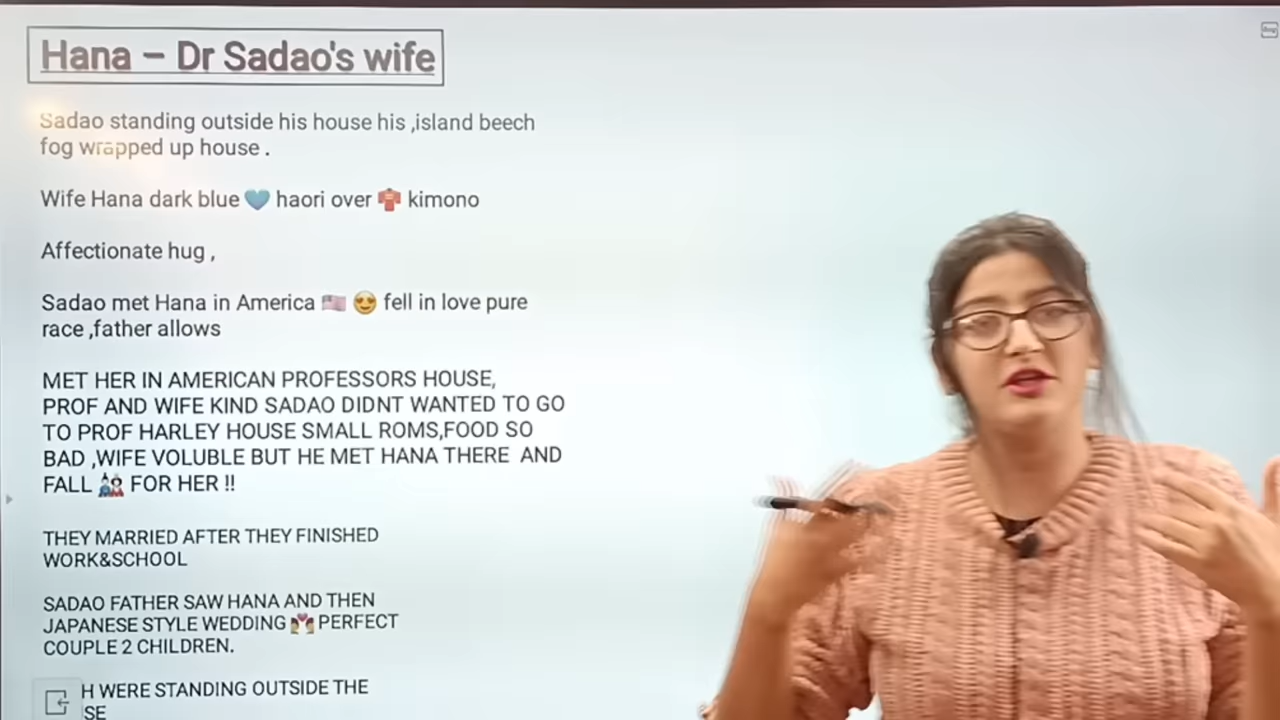 Hana – Dr Sadao's wife
Sadao standing outside his house his ,island beech
fog wrapped up house .
Wife Hana dark blue 💙 haori over 👘 kimono
Affectionate hug ,
Sadao met Hana in America 🇺🇸 😍 fell in love pure
race ,father allows
MET HER IN AMERICAN PROFESSORS HOUSE,
PROF AND WIFE KIND SADAO DIDNT WANTED TO GO
TO PROF HARLEY HOUSE SMALL ROMS,FOOD SO
BAD ,WIFE VOLUBLE BUT HE MET HANA THERE AND
FALL 🎎 FOR HER !!
THEY MARRIED AFTER THEY FINISHED
WORK&SCHOOL
SADAO FATHER SAW HANA AND THEN
JAPANESE STYLE WEDDING 💏 PERFECT
COUPLE 2 CHILDREN.
H WERE STANDING OUTSIDE THE
SE